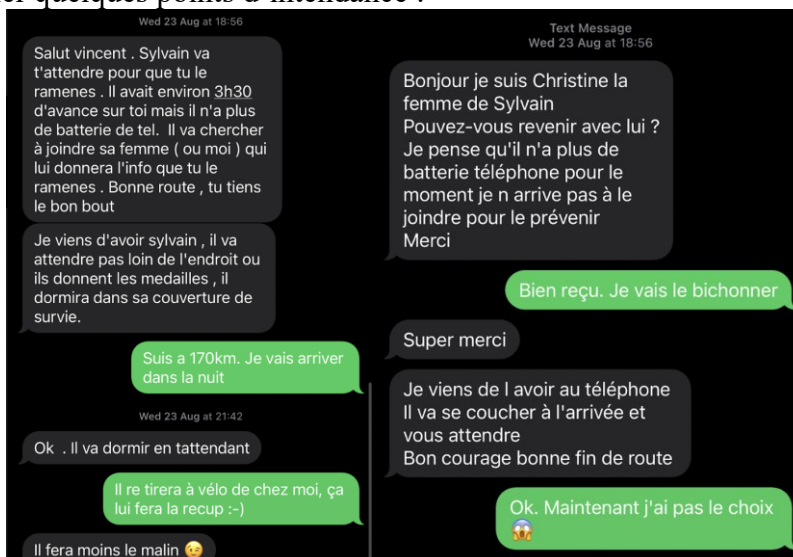 er quelques points d'intendance :
Wed 23 Aug at 18:56
Salut vincent . Sylvain va
t'attendre pour que tu le
ramenes . Il avait environ 3h30
d'avance sur toi mais il n'a plus
de batterie de tel.  Il va chercher
à joindre sa femme ( ou moi ) qui
lui donnera l'info que tu le
ramenes . Bonne route , tu tiens
le bon bout
Je viens d'avoir sylvain , il va
attendre pas loin de l'endroit ou
ils donnent les medailles , il
dormira dans sa couverture de
survie.
Suis a 170km. Je vais arriver
dans la nuit
Wed 23 Aug at 21:42
Ok  . Il va dormir en tattendant
Il re tirera à vélo de chez moi, ça
lui fera la recup :-)
Il fera moins le malin 😉
Text Message
Wed 23 Aug at 18:56
Bonjour je suis Christine la
femme de Sylvain
Pouvez-vous revenir avec lui ?
Je pense qu'il n'a plus de
batterie téléphone pour le
moment je n arrive pas à le
joindre pour le prévenir
Merci
Bien reçu. Je vais le bichonner
Super merci
Je viens de l avoir au téléphone
Il va se coucher à l'arrivée et
vous attendre
Bon courage bonne fin de route
Ok. Maintenant j'ai pas le choix
😱